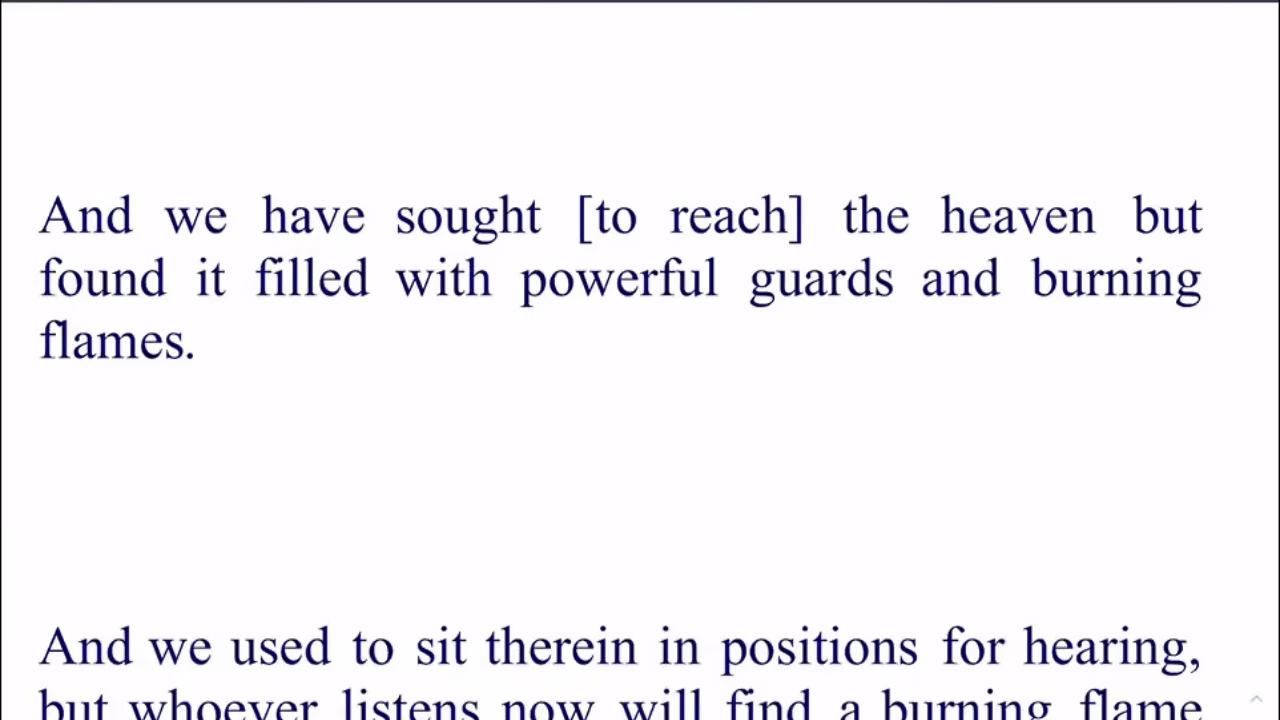 And we have sought [to reach] the heaven but
found it filled with powerful guards and burning
flames.
And we used to sit therein in positions for hearing,
but whoever listens now will find a burning flame